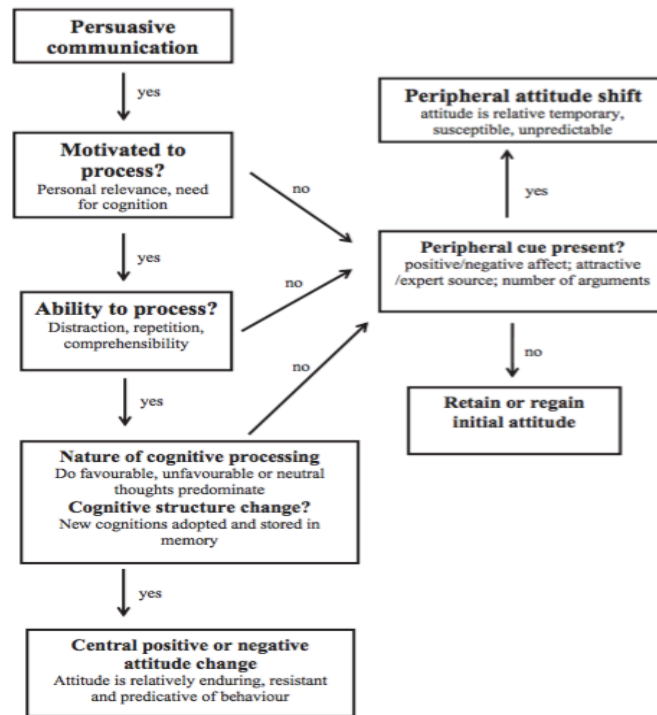 Persuasive
communication
yes
Motivated to
process?
Personal relevance, need
for cognition
no
yes
Ability to process?
Distraction, repetition,
comprehensibility
no
yes
Nature of cognitive processing
Do favourable, unfavourable or neutral
thoughts predominate
Cognitive structure change?
New cognitions adopted and stored in
memory
no
yes
Central positive or negative
attitude change
Attitude is relatively enduring, resistant
and predicative of behaviour
Peripheral attitude shift
attitude is relative temporary,
susceptible, unpredictable
yes
Peripheral cue present?
positive/negative affect; attractive
/expert source; number of arguments
no
Retain or regain
initial attitude